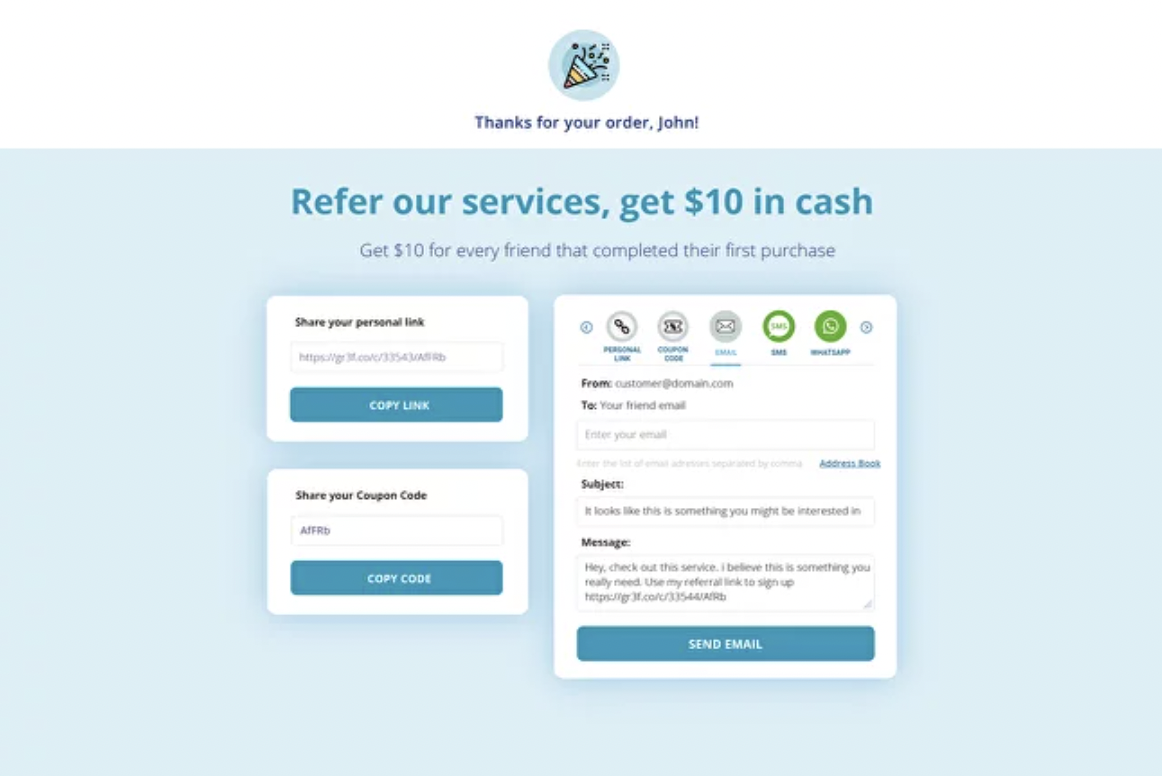 Thanks for your order, John!
Refer our services, get $10 in cash
Get $10 for every friend that completed their first purchase
Share your personal link
https://gr3f.co/c/33543/AfFRb
COPY LINK
Share your Coupon Code
AfFRb
COPY CODE
PERSONAL
LINK
COUPON
CODE
EMAIL
SMS
SMS
WHATSAPP
From: customer@domain.com
To: Your friend email
Enter your email
Enter the list of email adresses separated by comma
Address Book
Subject:
It looks like this is something you might be interested in
Message:
Hey, check out this service. i believe this is something you
really need. Use my referral link to sign up
https://gr3f.co/c/33544/AfRb
SEND EMAIL